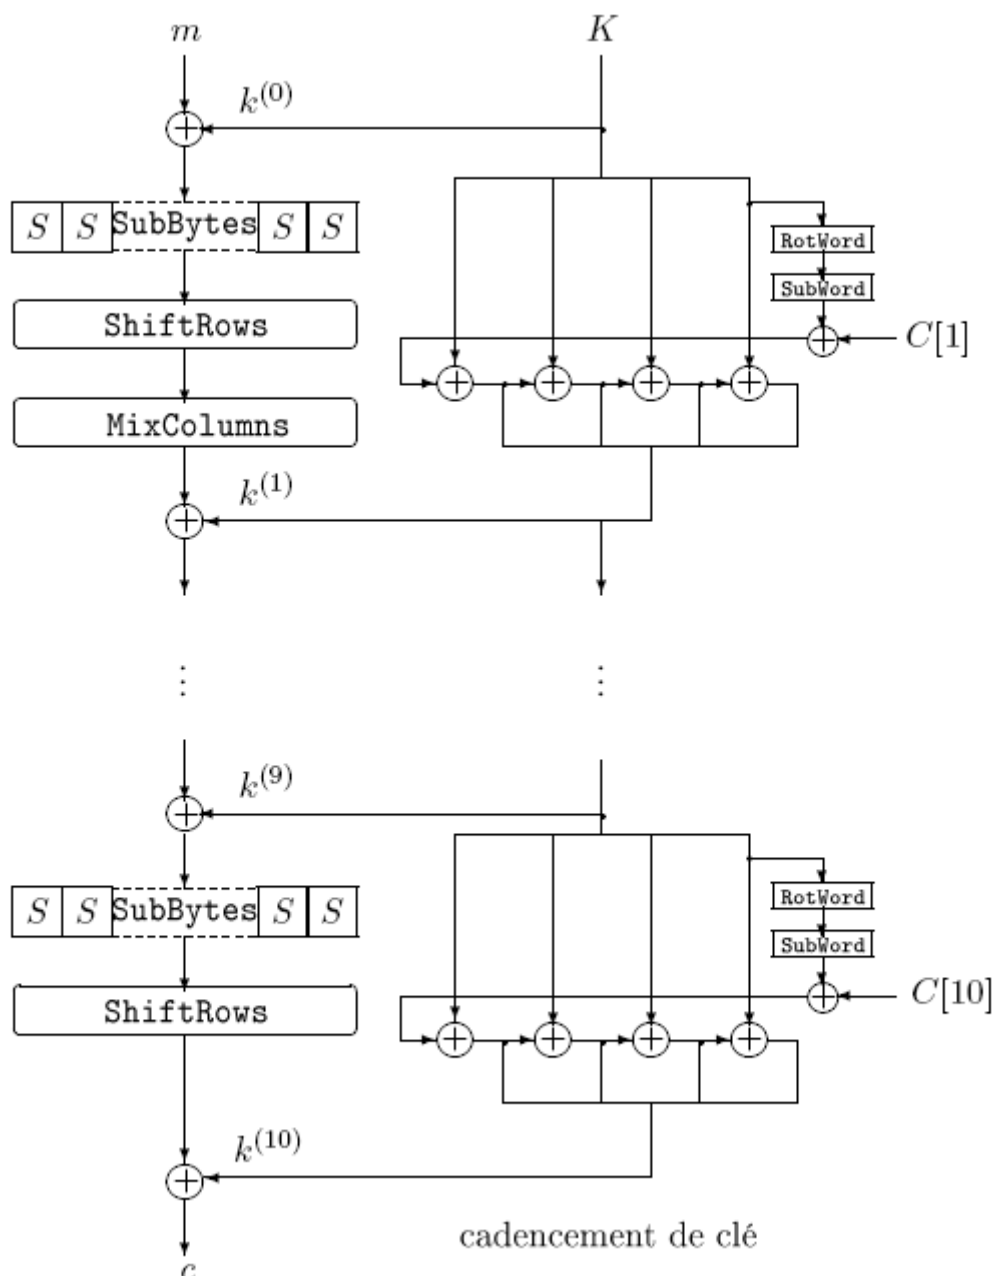 m K
k^(0)
S S SubBytes S S
RotWord
SubWord
ShiftRows
C[1]
MixColumns
k^(1)
k^(9)
S S SubBytes S S
RotWord
SubWord
ShiftRows
C[10]
k^(10)
cadencement de clé
c